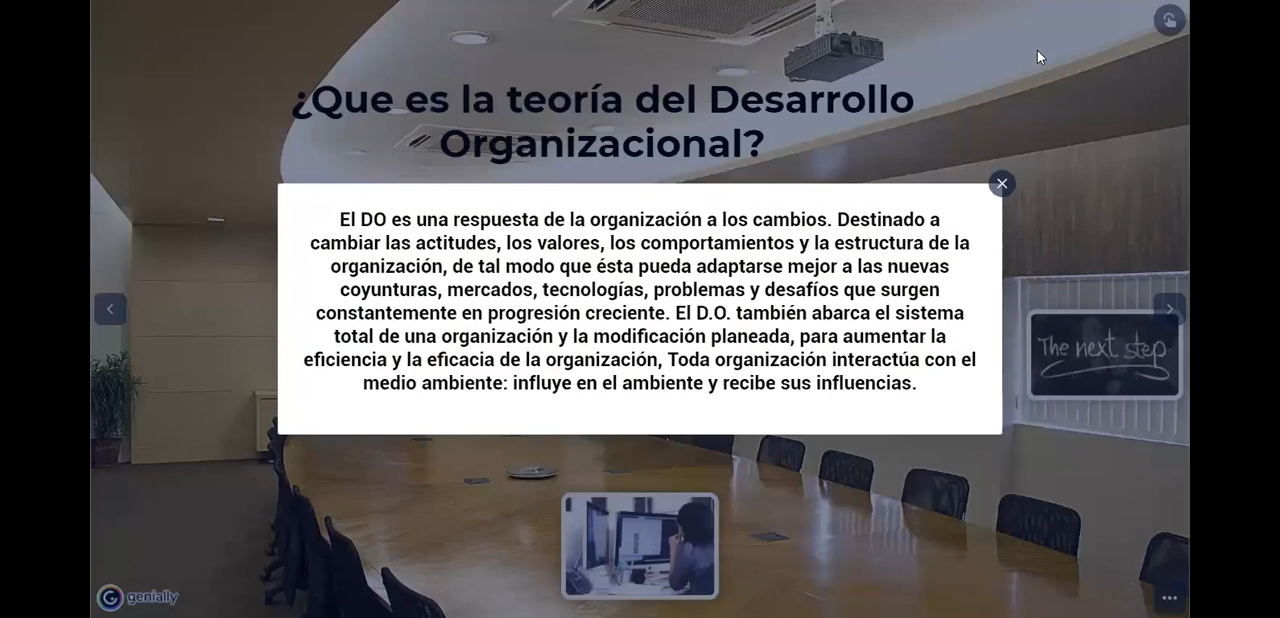 ¿Que es la teoría del Desarrollo
Organizacional?
El DO es una respuesta de la organización a los cambios. Destinado a
cambiar las actitudes, los valores, los comportamientos y la estructura de la
organización, de tal modo que ésta pueda adaptarse mejor a las nuevas
coyunturas, mercados, tecnologías, problemas y desafíos que surgen
constantemente en progresión creciente. El D.O. también abarca el sistema
total de una organización y la modificación planeada, para aumentar la
eficiencia y la eficacia de la organización, Toda organización interactúa con el
medio ambiente: influye en el ambiente y recibe sus influencias.
The next step
genially